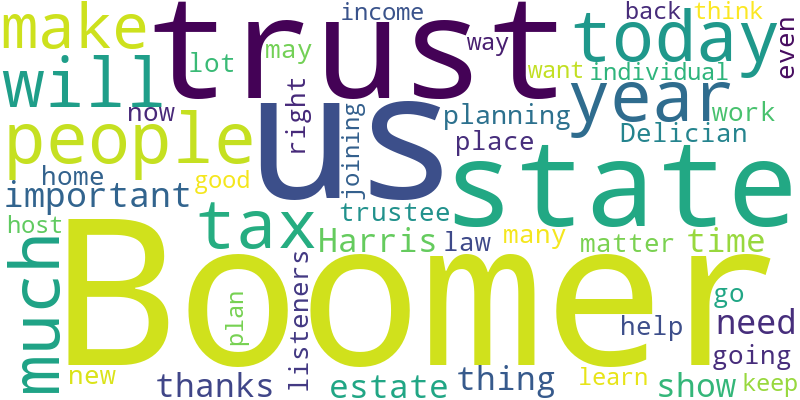 income
back
think
make
trust
today
even
lot
may
way
want
individual
will
year
now
right
us
joining
planning
work
people
place
Delician
home
good
state
important
tax
trustee
host
Harris
law
many
matter
time
much
listeners
Boomer
go
plan
help
need
going
new
thanks
estate
thing
learn
show
keep